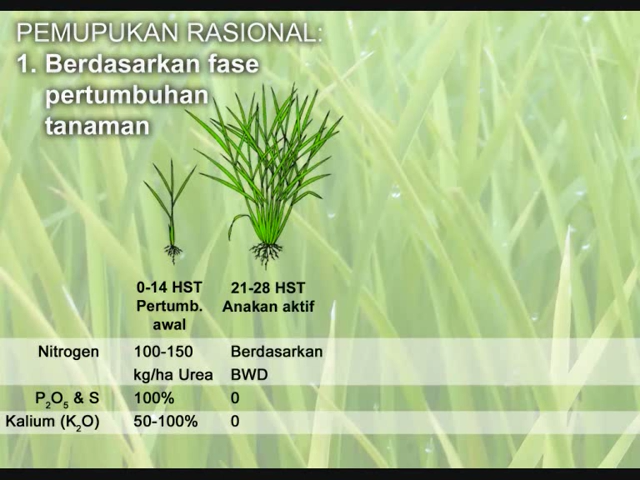 PEMUPUKAN RASIONAL:
1. Berdasarkan fase
pertumbuhan
tanaman
0-14 HST 21-28 HST
Pertumb. Anakan aktif
awal
Nitrogen 100-150 Berdasarkan
kg/ha Urea BWD
P₂O₅ & S 100% 0
Kalium (K₂O) 50-100% 0